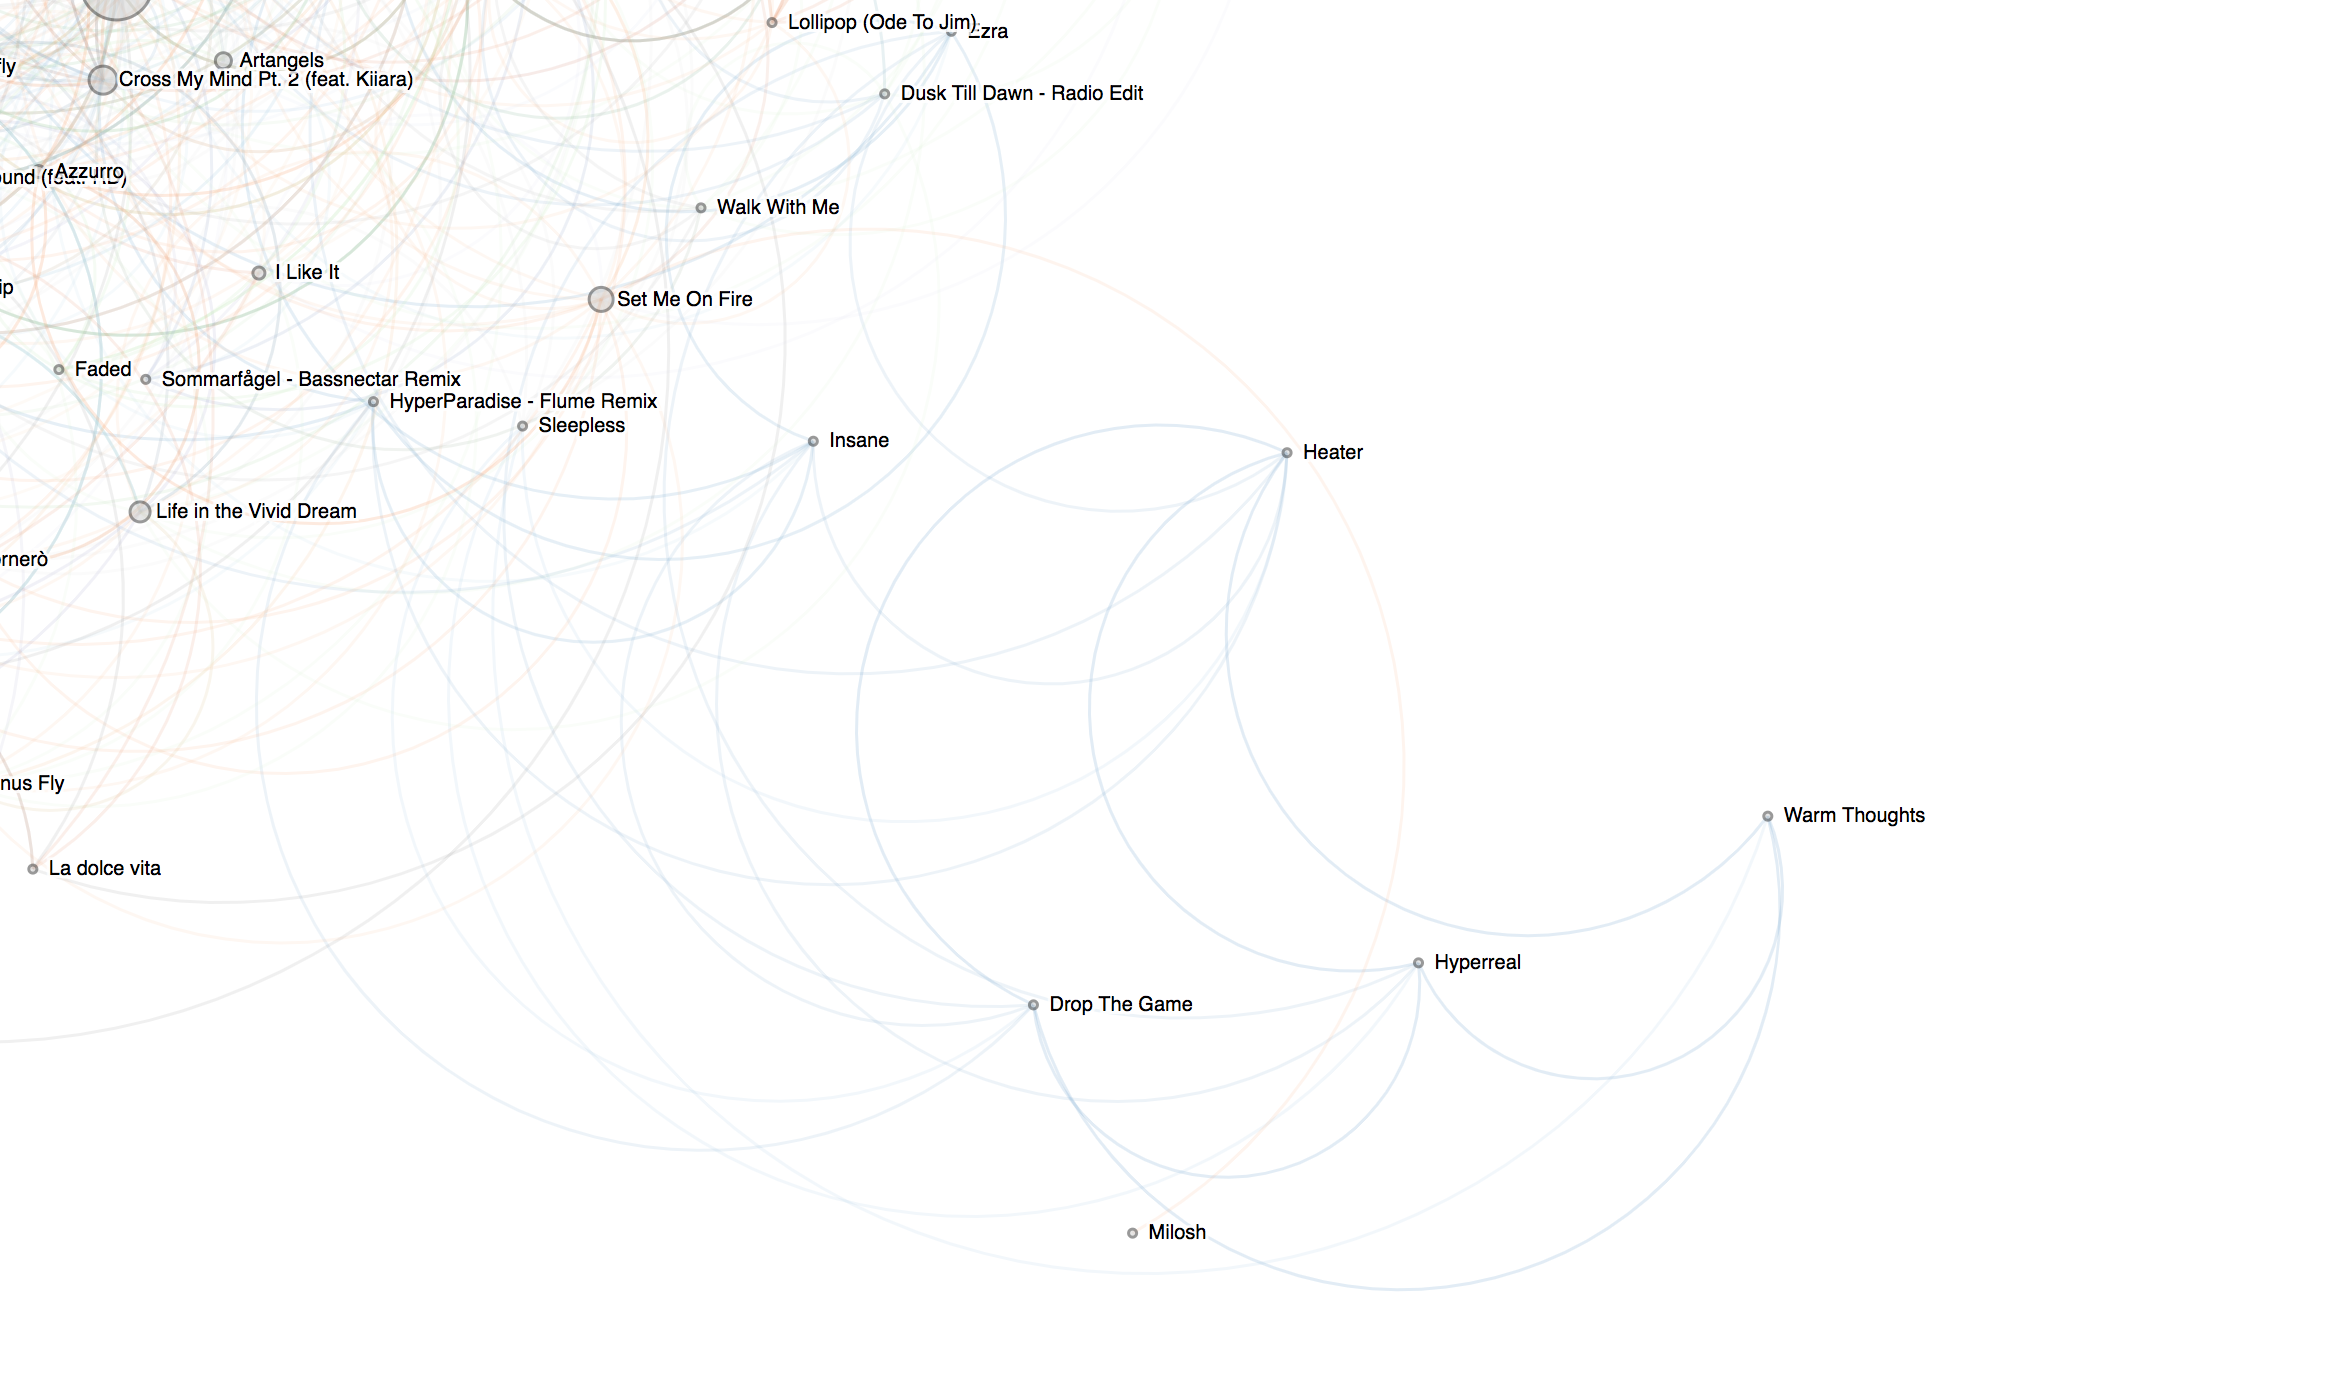 Lollipop (Ode To Jim)
Artangels
fly
Cross My Mind Pt. 2 (feat. Kiiara)
Dusk Till Dawn - Radio Edit
Azzurro
Walk With Me
I Like It
ip
Set Me On Fire
Faded
Sommarfågel - Bassnectar Remix
HyperParadise - Flume Remix
Sleepless
Insane
Heater
Life in the Vivid Dream
rnerò
nus Fly
Warm Thoughts
La dolce vita
Hyperreal
Drop The Game
Milosh